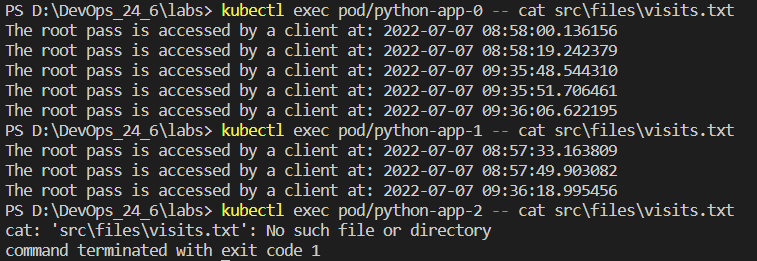 PS D:\DevOps_24_6\labs> kubectl exec pod/python-app-0 -- cat src\files\visits.txt
The root pass is accessed by a client at: 2022-07-07 08:58:00.136156
The root pass is accessed by a client at: 2022-07-07 08:58:19.242379
The root pass is accessed by a client at: 2022-07-07 09:35:48.544310
The root pass is accessed by a client at: 2022-07-07 09:35:51.706461
The root pass is accessed by a client at: 2022-07-07 09:36:06.622195
PS D:\DevOps_24_6\labs> kubectl exec pod/python-app-1 -- cat src\files\visits.txt
The root pass is accessed by a client at: 2022-07-07 08:57:33.163809
The root pass is accessed by a client at: 2022-07-07 08:57:49.903082
The root pass is accessed by a client at: 2022-07-07 09:36:18.995456
PS D:\DevOps_24_6\labs> kubectl exec pod/python-app-2 -- cat src\files\visits.txt
cat: 'src\files\visits.txt': No such file or directory
command terminated with exit code 1